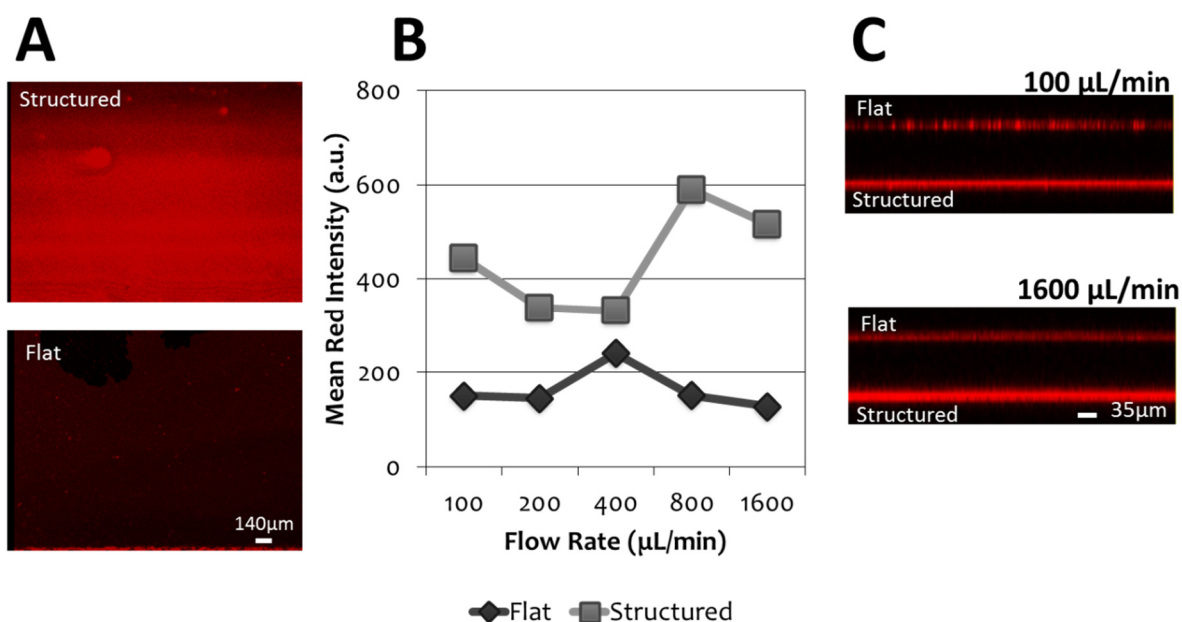 A
Structured
Flat
140µm
B
Mean Red Intensity (a.u.)
800
600
400
200
0
100 200 400 800 1600
Flow Rate (µL/min)
Flat Structured
C
100 µL/min
Flat
Structured
1600 µL/min
Flat
Structured 35µm